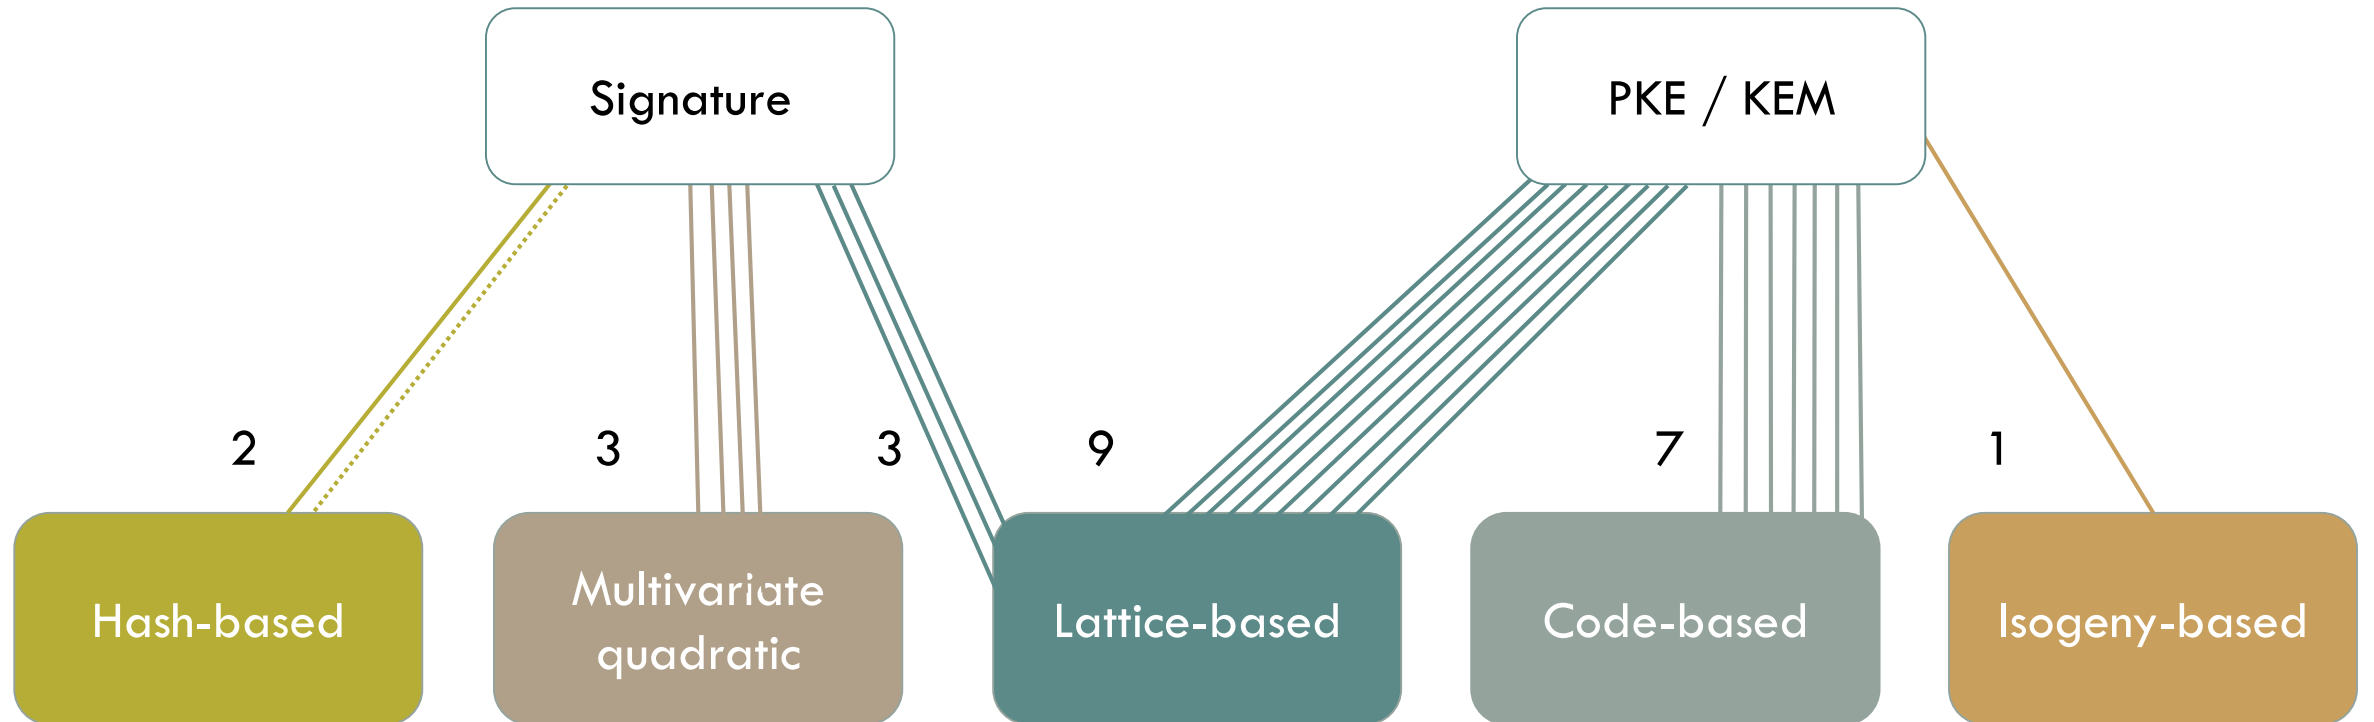 Signature
PKE / KEM
2
3
3
9
7
1
Hash-based
Multivariate
quadratic
Lattice-based
Code-based
Isogeny-based